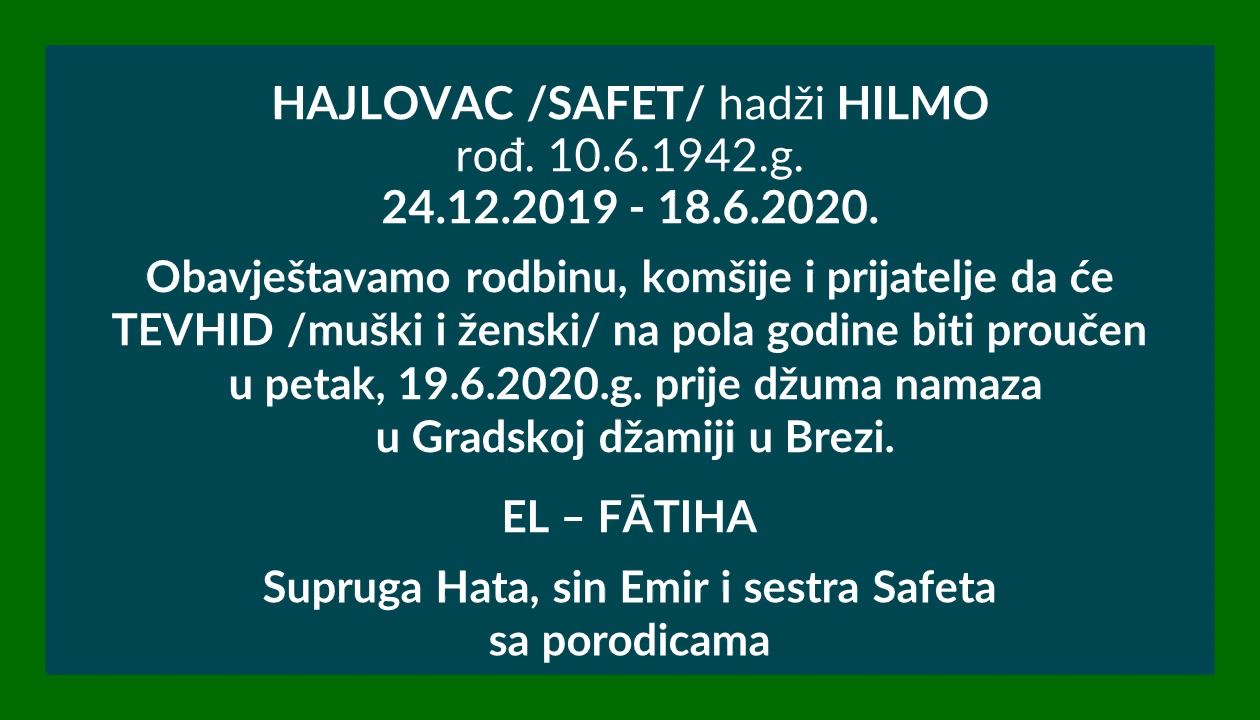 HAJLOVAC /SAFET/ hadži HILMO
rođ. 10.6.1942.g.
24.12.2019 - 18.6.2020.
Obavještavamo rodbinu, komšije i prijatelje da će
TEVHID /muški i ženski/ na pola godine biti proučen
u petak, 19.6.2020.g. prije džuma namaza
u Gradskoj džamiji u Brezi.
EL – FĀTIHA
Supruga Hata, sin Emir i sestra Safeta
sa porodicama